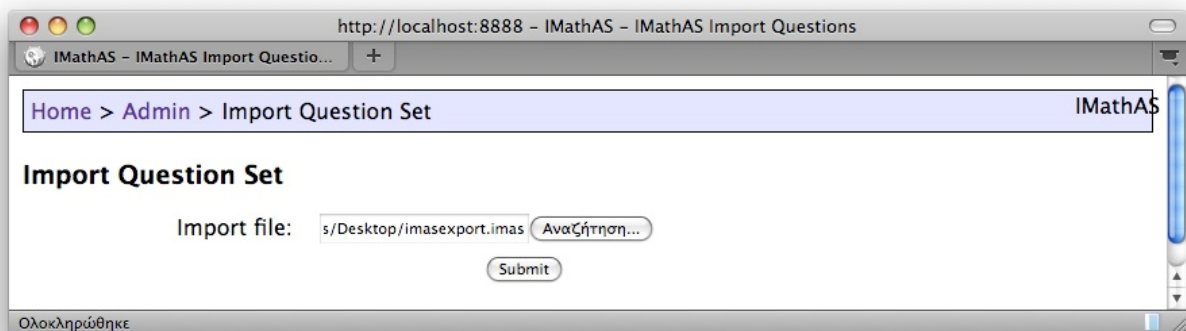 http://localhost:8888 – IMathAS – IMathAS Import Questions
IMathAS – IMathAS Import Questio...
+
Home > Admin > Import Question Set
IMathAS
Import Question Set
Import file: s/Desktop/imasexport.imas Αναζήτηση...
Submit
Ολοκληρώθηκε